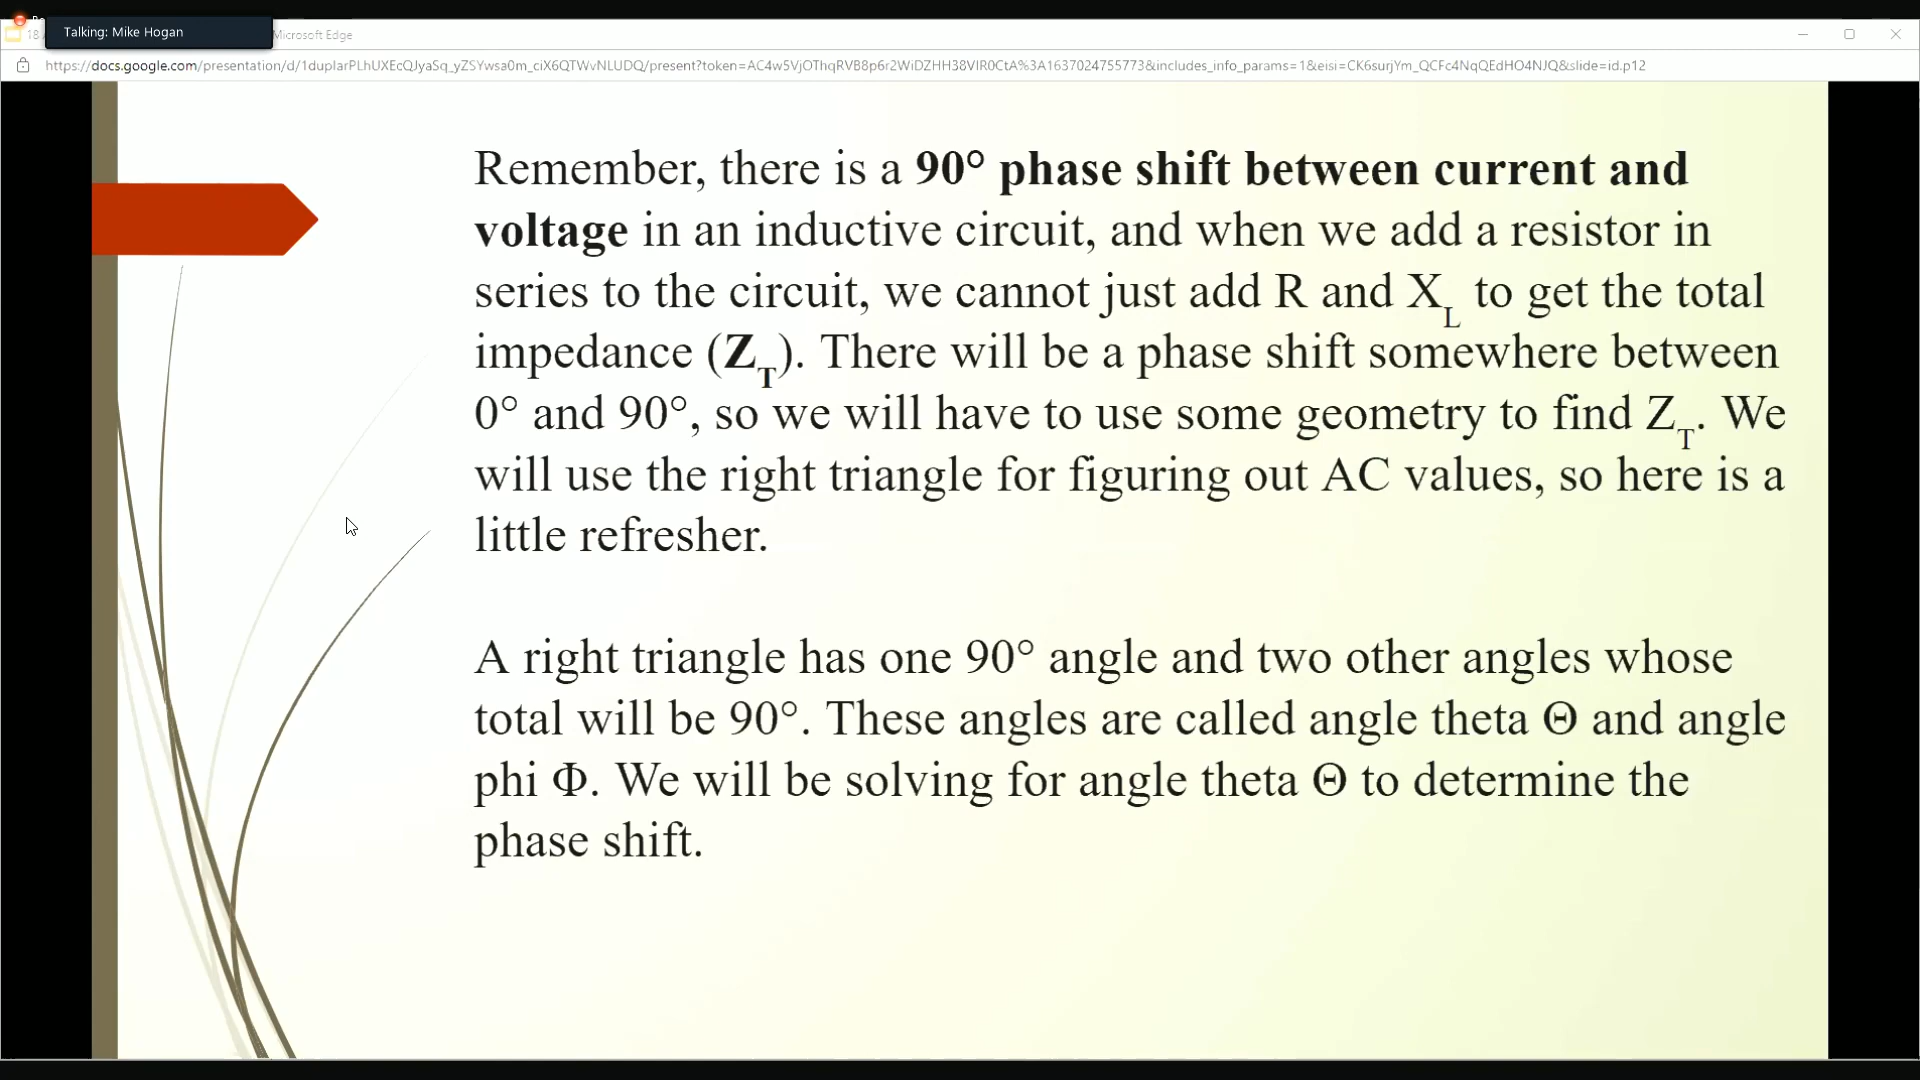 Talking: Mike Hogan
Microsoft Edge
https://docs.google.com/presentation/d/1duplarPLhUXEcQJyaSq_yZSYwsa0m_ciX6QTWvNLUDQ/present?token=AC4w5VjOThqRVB8p6r2WiDZHH38VIR0CtA%3A1637024755773&includes_info_params=1&eisi=CK6surjYm_QCFc4NqQEdHO4NJQ&slide=id.p12
Remember, there is a 90° phase shift between current and
voltage in an inductive circuit, and when we add a resistor in
series to the circuit, we cannot just add R and X_L to get the total
impedance (Z_T). There will be a phase shift somewhere between
0° and 90°, so we will have to use some geometry to find Z_T. We
will use the right triangle for figuring out AC values, so here is a
little refresher.
A right triangle has one 90° angle and two other angles whose
total will be 90°. These angles are called angle theta Θ and angle
phi Φ. We will be solving for angle theta Θ to determine the
phase shift.